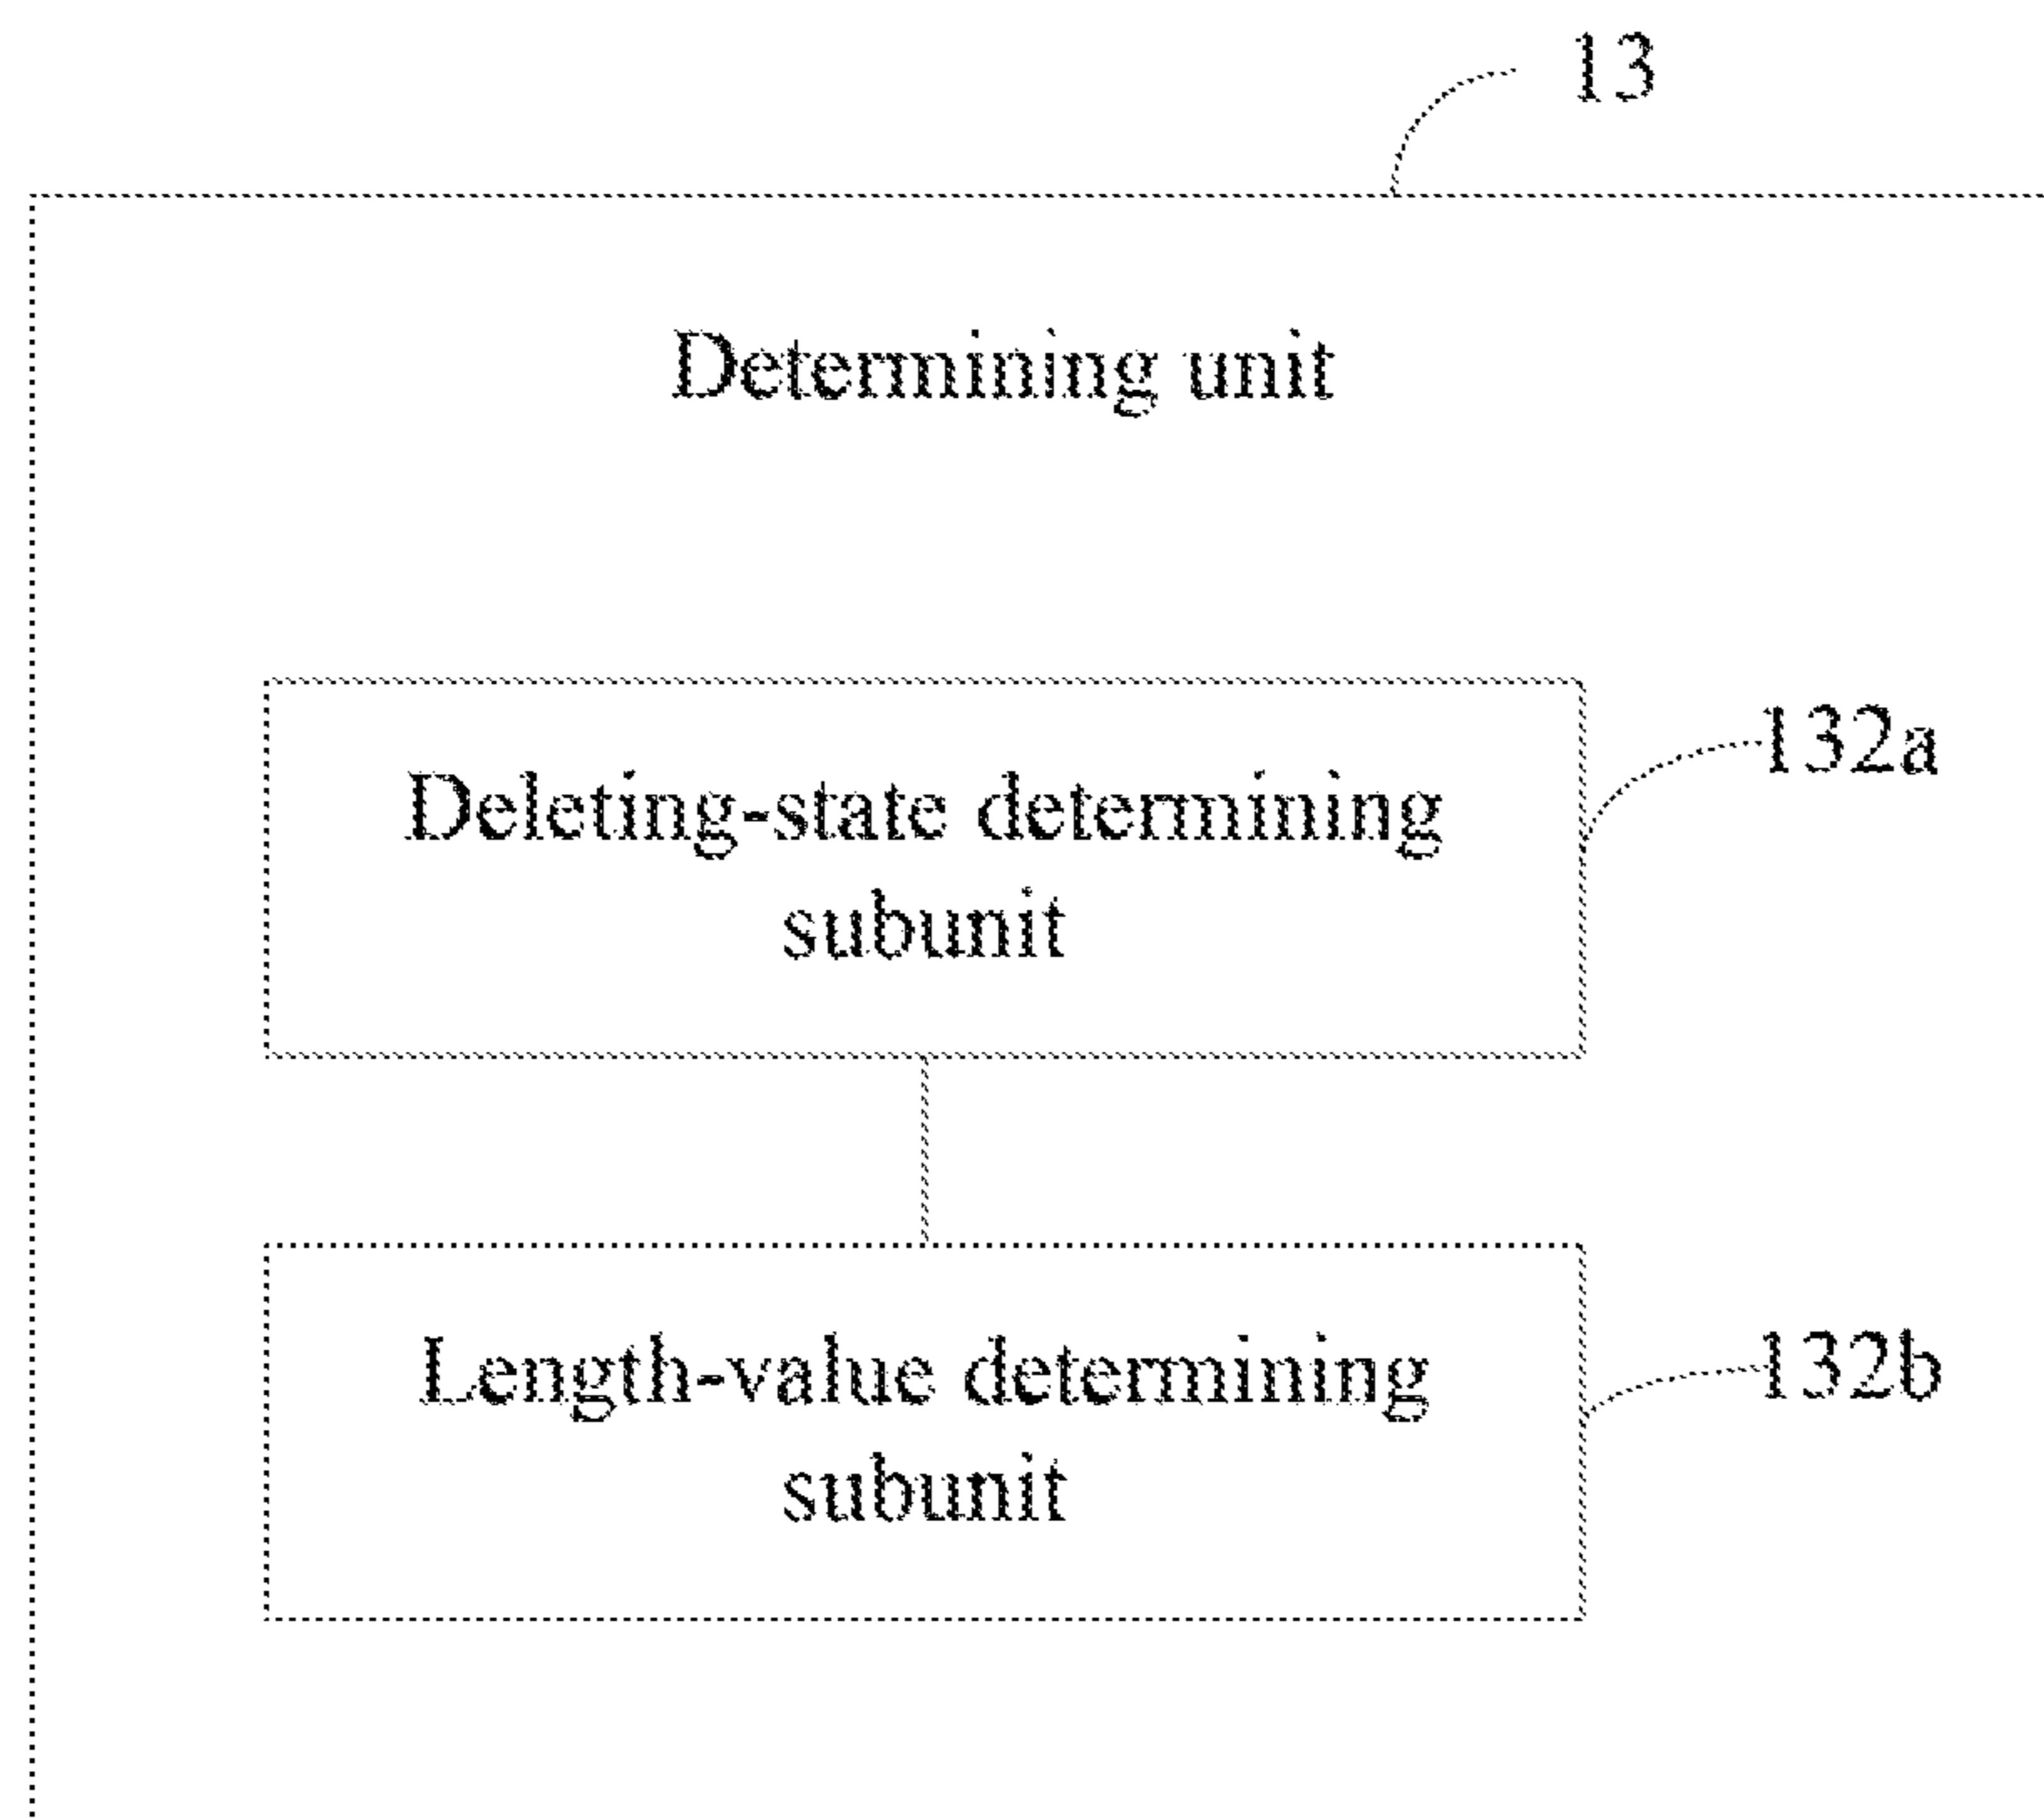 13
Determining unit
132a
Deleting-state determining
subunit
132b
Length-value determining
subunit